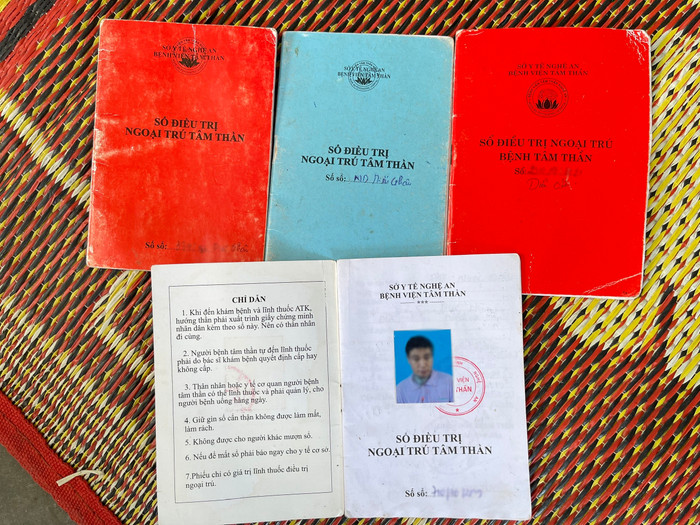 SỞ Y TẾ NGHỆ AN
BỆNH VIỆN TÂM THẦN
SỔ ĐIỀU TRỊ
NGOẠI TRÚ TÂM THẦN
Số sổ:
SỞ Y TẾ NGHỆ AN
BỆNH VIỆN TÂM THẦN
SỔ ĐIỀU TRỊ
NGOẠI TRÚ TÂM THẦN
Số sổ:
SỞ Y TẾ NGHỆ AN
BỆNH VIỆN TÂM THẦN
SỔ ĐIỀU TRỊ NGOẠI TRÚ
BỆNH TÂM THẦN
Số
CHỈ DẪN
1. Khi đến khám bệnh và lĩnh thuốc ATK,
hướng thần phải xuất trình giấy chứng minh
nhân dân kèm theo sổ này. Nên có thân nhân
đi cùng.
2. Người bệnh tâm thần tự đến lĩnh thuốc
phải do bác sĩ khám bệnh quyết định cấp hay
không cấp.
3. Thân nhân hoặc y tế cơ quan người bệnh
tâm thần có thể lĩnh thuốc và phải quản lý, cho
người bệnh uống hàng ngày.
4. Giữ gìn sổ cẩn thận không được làm mất,
làm rách.
5. Không được cho người khác mượn sổ.
6. Nếu để mất sổ phải báo ngay cho y tế cơ sở.
7.Phiếu chỉ có giá trị lĩnh thuốc điều trị
ngoại trú.
SỞ Y TẾ NGHỆ AN
BỆNH VIỆN TÂM THẦN
SỔ ĐIỀU TRỊ
NGOẠI TRÚ TÂM THẦN
Số sổ: